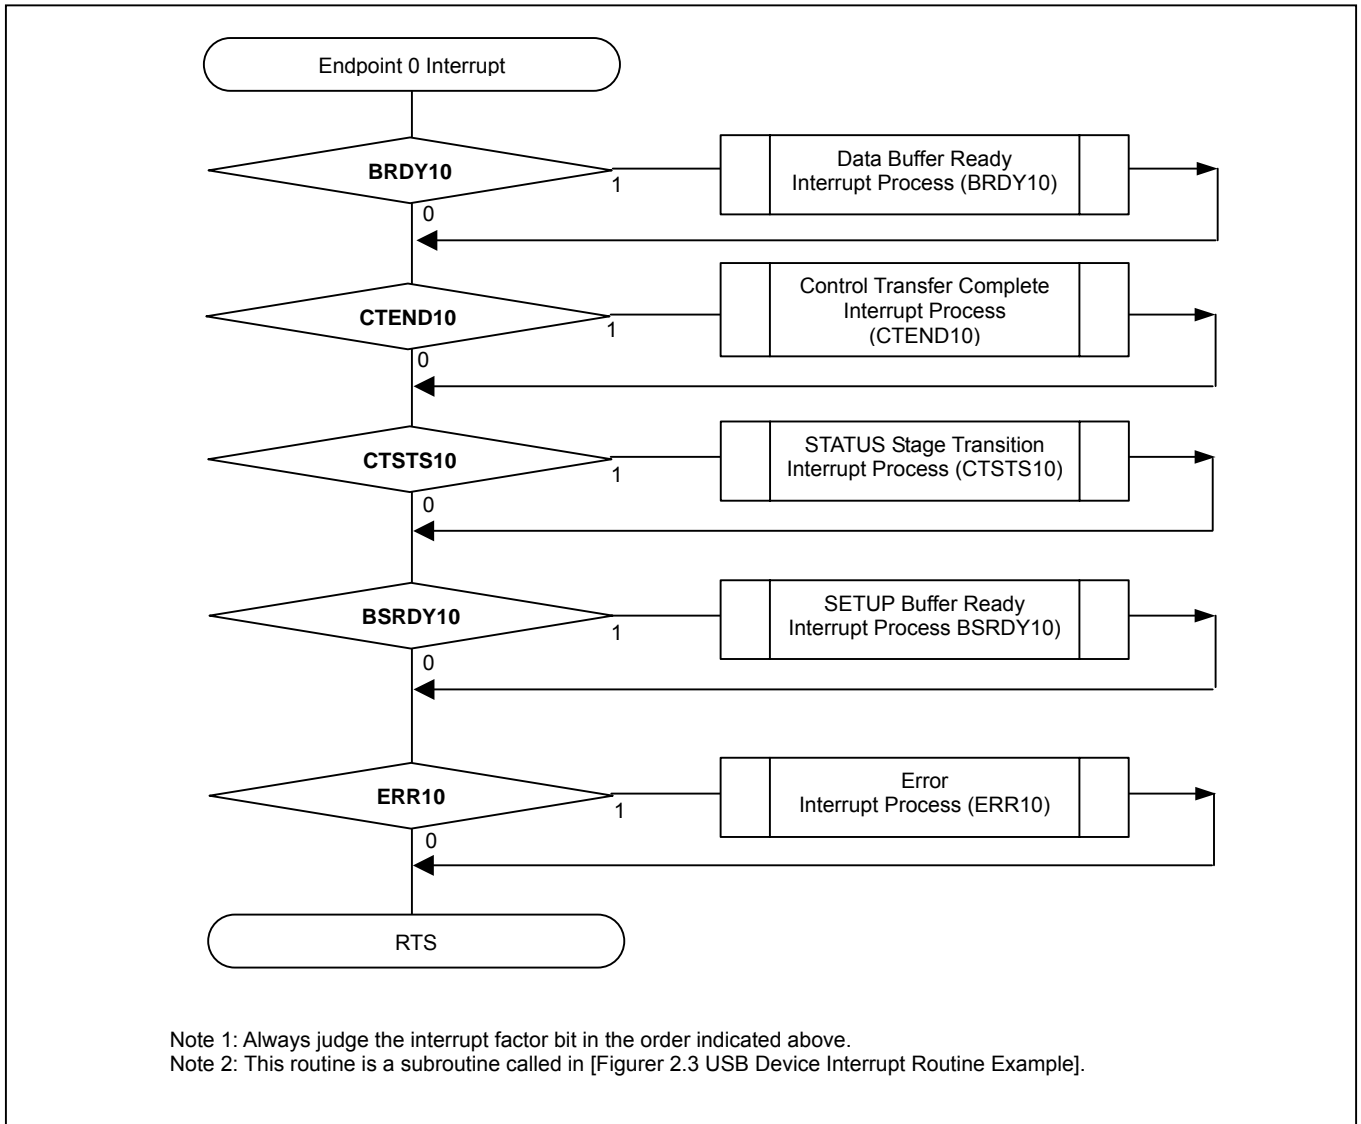 Endpoint 0 Interrupt
BRDY10
1
0
Data Buffer Ready
Interrupt Process (BRDY10)
CTEND10
1
0
Control Transfer Complete
Interrupt Process
(CTEND10)
CTSTS10
1
0
STATUS Stage Transition
Interrupt Process (CTSTS10)
BSRDY10
1
0
SETUP Buffer Ready
Interrupt Process BSRDY10)
ERR10
1
0
Error
Interrupt Process (ERR10)
RTS
Note 1: Always judge the interrupt factor bit in the order indicated above.
Note 2: This routine is a subroutine called in [Figurer 2.3 USB Device Interrupt Routine Example].